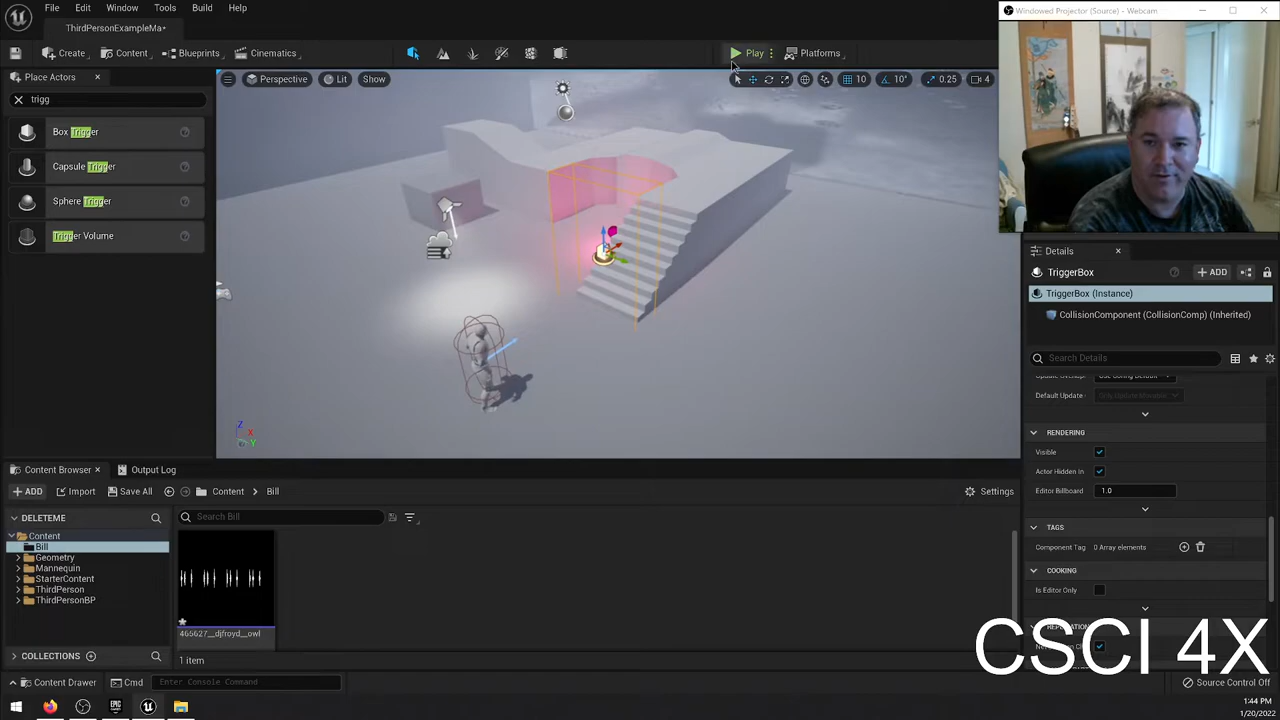 File
Edit
Window
Tools
Build
Help
ThirdPersonExampleMa•
Windowed Projector (Source) - Webcam
Create
Content
Blueprints
Cinematics
Play
Platforms
Place Actors
Perspective
Lit
Show
10
10°
0.25
4
trigg
Box Trigger
Capsule Trigger
Sphere Trigger
Trigger Volume
Z
X
Y
Details
TriggerBox
ADD
TriggerBox (Instance)
CollisionComponent (CollisionComp) (Inherited)
Search Details
Default Update
RENDERING
Visible
Actor Hidden In
Editor Billboard
1.0
TAGS
Component Tag
0 Array elements
COOKING
Is Editor Only
Content Browser
Output Log
ADD
Import
Save All
Content
Bill
Settings
DELETEME
Search Bill
Content
Bill
Geometry
Mannequin
StarterContent
ThirdPerson
ThirdPersonBP
465627__djfroyd__owl
COLLECTIONS
1 item
CSCI 4X
Content Drawer
Cmd
Enter Console Command
Source Control Off
1:44 PM
1/20/2022